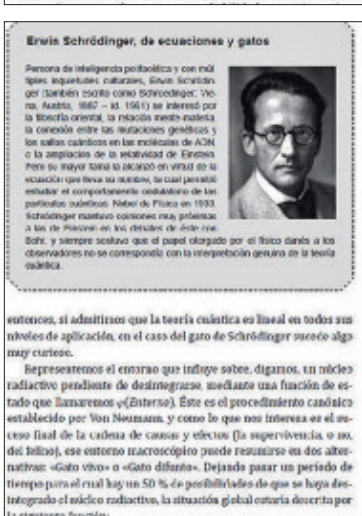 Erwin Schrödinger, de ecuaciones y gatos
Persona de inteligencia polifacética y con múl
tiples inquietudes culturales, Erwin Schrödin
ger (también escrito como Schroedinger; Vie-
na, Austria, 1887 – id. 1961) se interesó por
la filosofía oriental, la relación mente-materia,
la conexión entre las mutaciones genéticas y
los saltos cuánticos en las moléculas de ADN,
o la ampliación de la relatividad de Einstein.
Pero su mayor fama la alcanzó en virtud de la
ecuación que lleva su nombre, la cual permitió
estudiar el comportamiento ondulatorio de las
partículas cuánticas. Nobel de Física en 1933,
Schrödinger mantuvo opiniones muy próximas
a las de Einstein en los debates de éste con
Bohr, y siempre sostuvo que el papel otorgado por el físico danés a los
observadores no se correspondía con la interpretación genuina de la teoría
cuántica.
entonces, si admitimos que la teoría cuántica es lineal en todos sus
niveles de aplicación, en el caso del gato de Schrödinger sucede algo
muy curioso.
Representemos el entorno que influye sobre, digamos, un núcleo
radiactivo pendiente de desintegrarse, mediante una función de es-
tado que llamaremos φ(Entorno). Éste es el procedimiento canónico
establecido por Von Neumann, y como lo que nos interesa es el su-
ceso final de la cadena de causas y efectos (la supervivencia, o no,
del felino), ese entorno macroscópico puede resumirse en dos alter-
nativas: «Gato vivo» o «Gato difunto». Dejando pasar un periodo de
tiempo para el cual hay un 50 % de posibilidades de que se haya des-
integrado el núcleo radiactivo, la situación global estaría descrita por
la siguiente función: